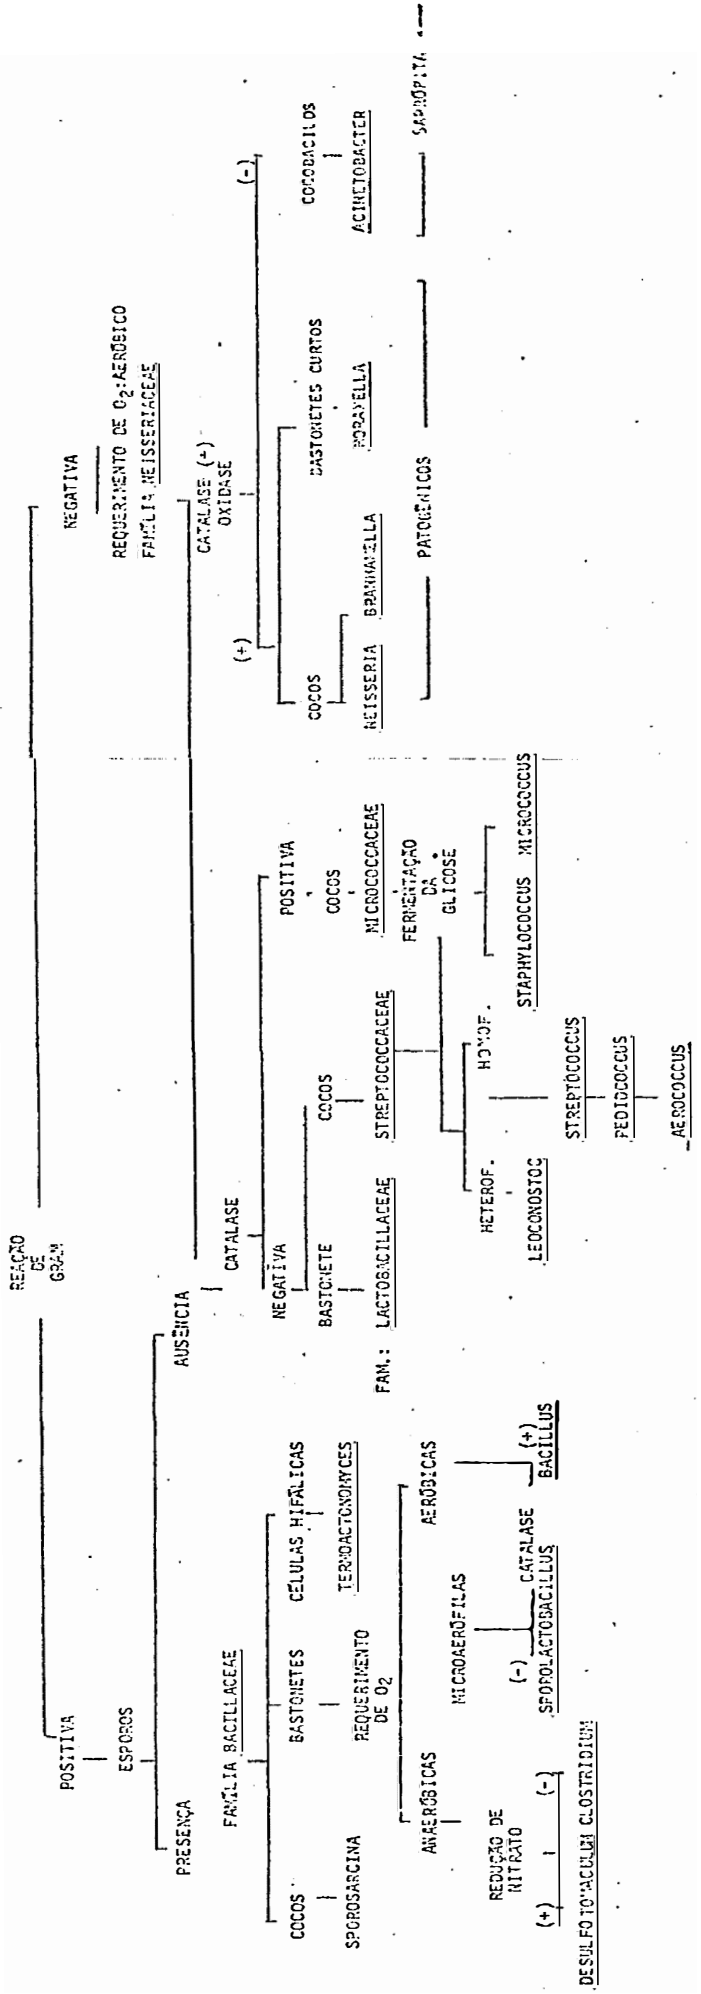 REAÇÃO
DE
GRAM
POSITIVA
NEGATIVA
ESPOROS
REQUERIMENTO DE O2:AERÓBICO
FAMÍLIA NEISSERIACEAE
PRESENÇA
AUSÊNCIA
CATALASE (+)
OXIDASE
FAMÍLIA BACILLACEAE
CATALASE
(+)
(-)
NEGATIVA
POSITIVA
COCOS
BASTONETES
CÉLULAS HIFÁLICAS
BASTONETE
COCOS
COCOS
COCOS
BASTONETES CURTOS
COCOBACILOS
SPOROSARCINA
REQUERIMENTO
DE O2
TERMOACTONOMYCES
FAM.: LACTOBACILLACEAE
STREPTOCOCCACEAE
MICROCOCCACEAE
NEISSERIA
BRANHAMELLA
MORAXELLA
ACINETOBACTER
FERMENTAÇÃO
DA
GLICOSE
PATOGÊNICOS
SAPRÓFITA
ANAERÓBICAS
MICROAERÓFILAS
AERÓBICAS
HETEROF.
HOMOF.
REDUÇÃO DE
NITRATO
(-)
CATALASE
(+)
SPOROLACTOBACILLUS
BACILLUS
LEOCONOSTOC
STAPHYLOCOCCUS
MICROCOCCUS
(+)
(-)
STREPTOCOCCUS
DESULFOTOMACULUM CLOSTRIDIUM
PEDIOCOCCUS
AEROCOCCUS